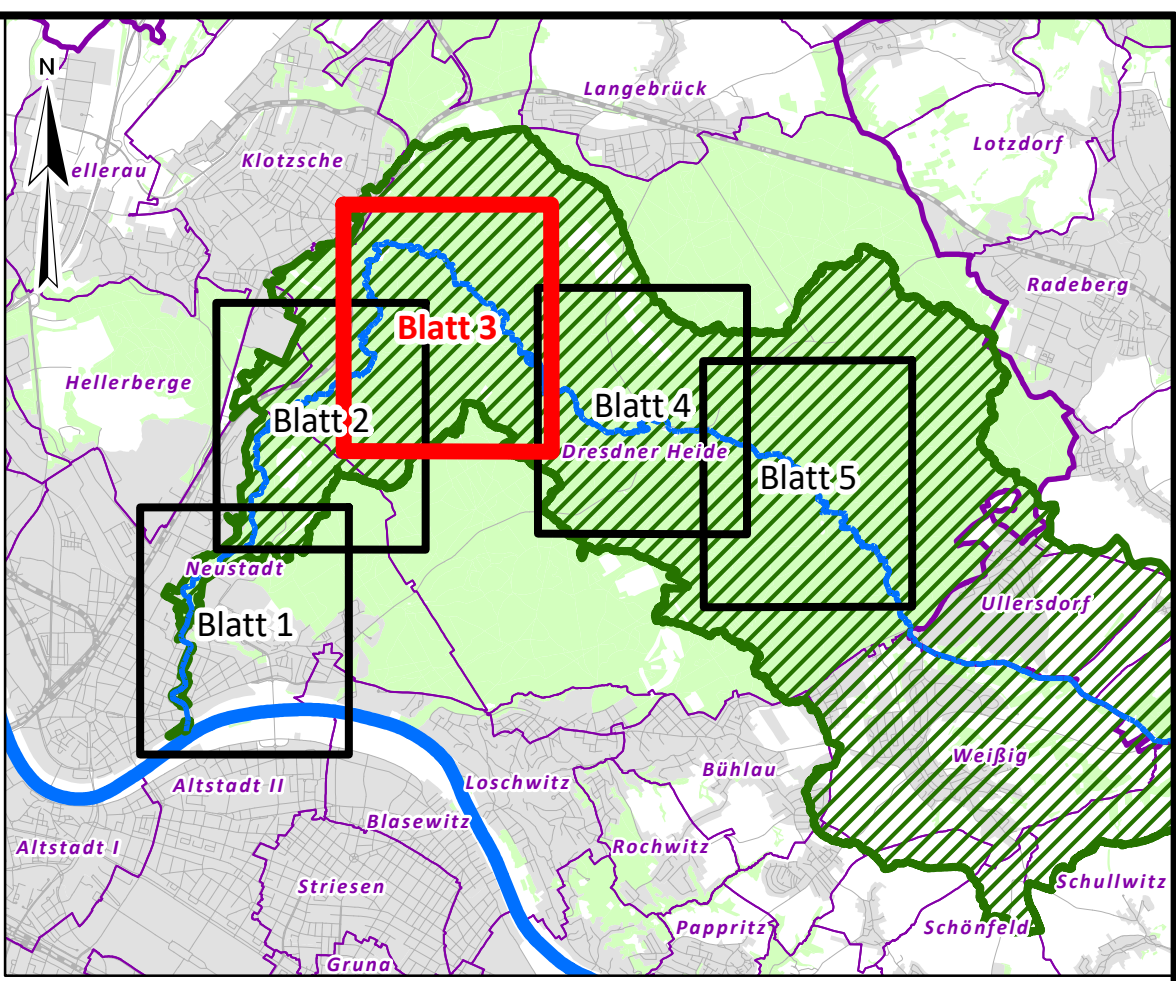 N
Langebrück
Lotzdorf
Klotzsche
ellerau
Radeberg
Blatt 3
Hellerberge
Blatt 4
Blatt 2
Dresdner Heide
Blatt 5
Neustadt
Ullersdorf
Blatt 1
Weißig
Bühlau
Loschwitz
Altstadt II
Blasewitz
Altstadt I
Rochwitz
Schullwitz
Striesen
Pappritz
Schönfeld
Gruna